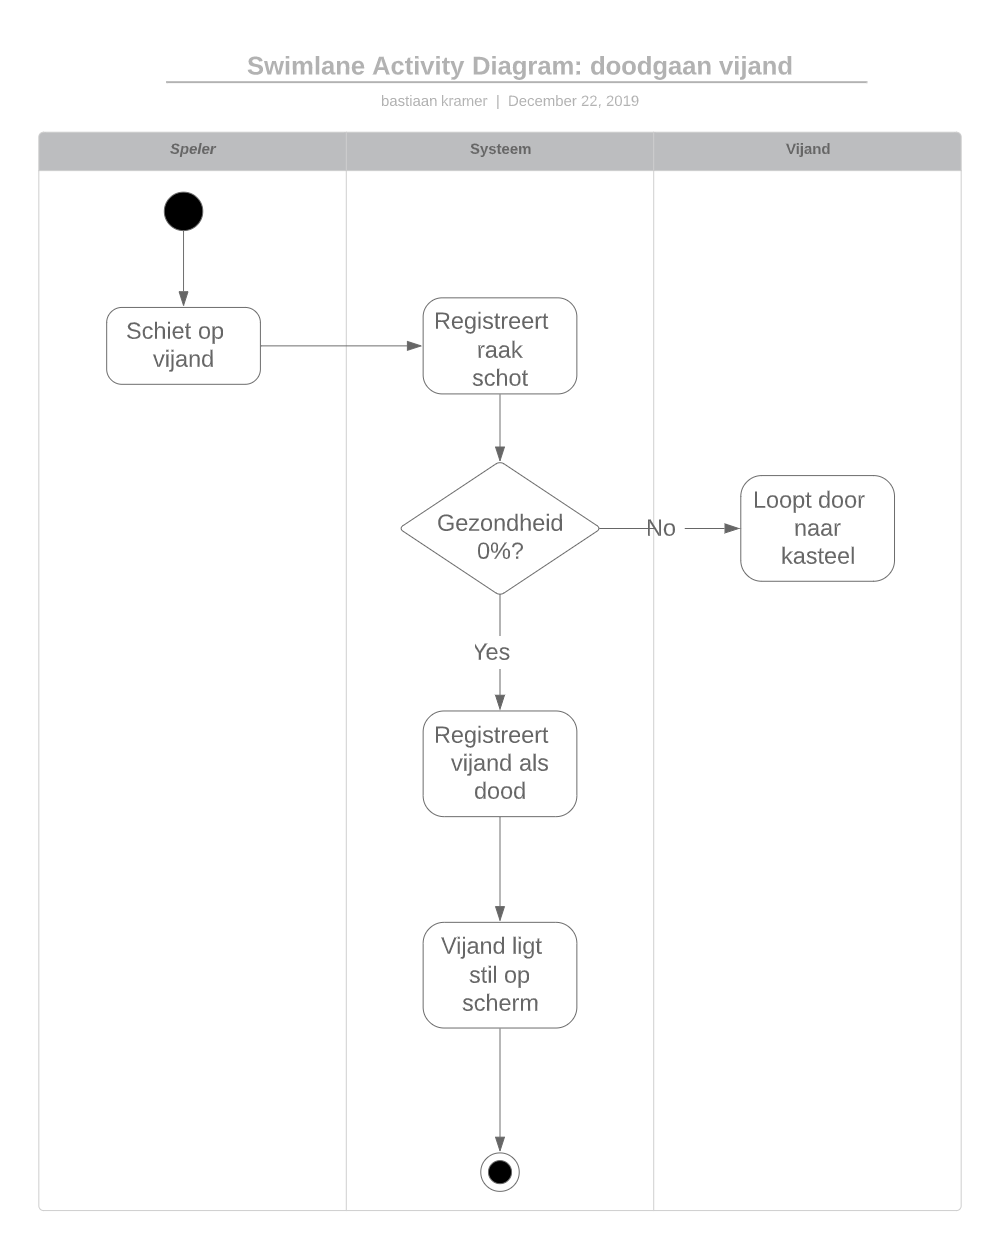 Swimlane Activity Diagram: doodgaan vijand
bastiaan kramer | December 22, 2019
Speler
Systeem
Vijand
Schiet op
vijand
Registreert
raak
schot
Gezondheid
0%?
No
Loopt door
naar
kasteel
Yes
Registreert
vijand als
dood
Vijand ligt
stil op
scherm